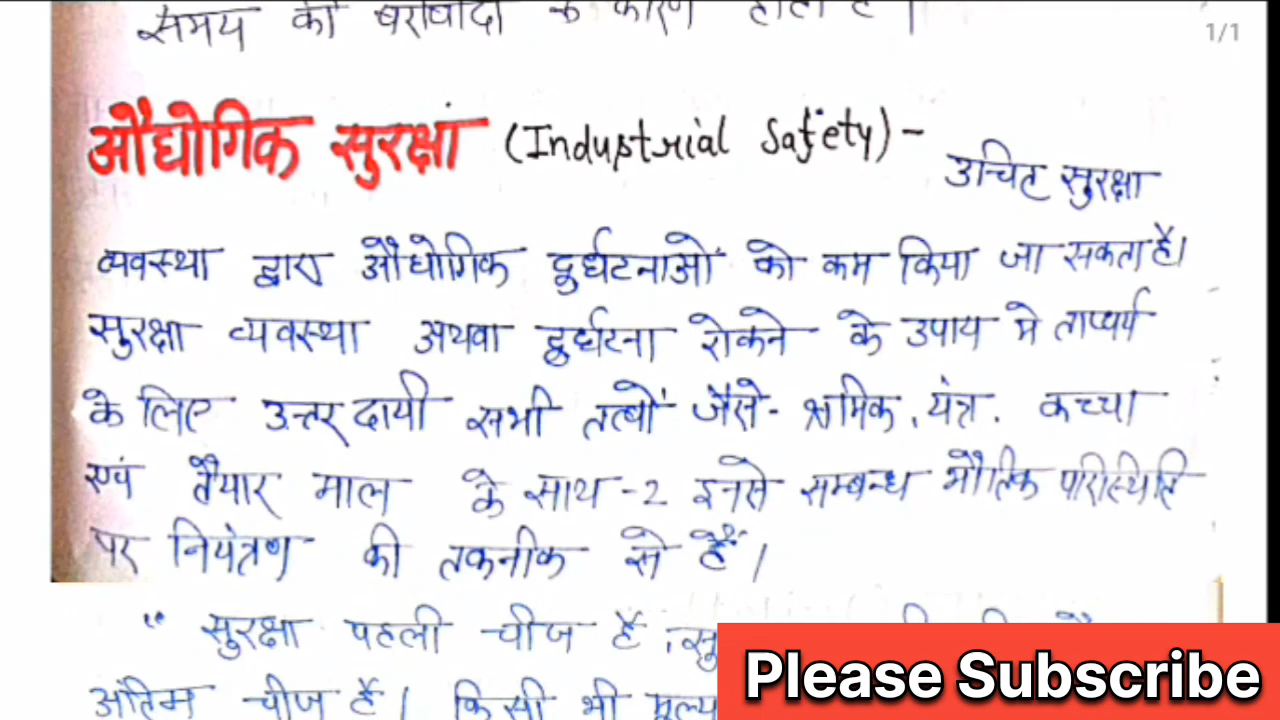 समय की बरबादी के कारण होता है।
1/1
औद्योगिक सुरक्षा (Industrial Safety) -
उचित सुरक्षा
व्यवस्था द्वारा औद्योगिक दुर्घटनाओं को कम किया जा सकता है।
सुरक्षा व्यवस्था अथवा दुर्घटना रोकने के उपाय मे ताप्पर्य
के लिए उत्तरदायी सभी तत्वों जैसे- श्रमिक, यंत्र. कच्चा
एवं तैयार माल के साथ-2 इनसे सम्बन्ध भौतिक परिस्थिति
पर नियंत्रण की तकनीक से हैं।
" सुरक्षा पहली चीज है,
अंतिम चीज है। किसी भी मूल्य
Please Subscribe